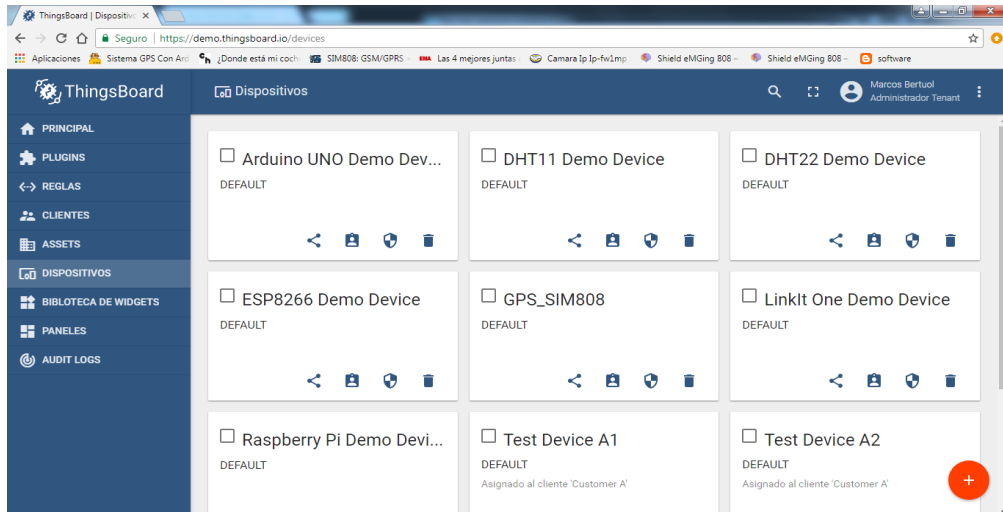 ThingsBoard | Dispositivo
Seguro | https://demo.thingsboard.io/devices
Aplicaciones Sistema GPS Con Ard ¿Donde está mi coch SIM808: GSM/GPRS Las 4 mejores juntas Camara Ip Ip-fw1mp Shield eMGing 808 – Shield eMGing 808 – software
ThingsBoard
Dispositivos
Marcos Bertuol
Administrador Tenant
PRINCIPAL
PLUGINS
REGLAS
CLIENTES
ASSETS
DISPOSITIVOS
BIBLOTECA DE WIDGETS
PANELES
AUDIT LOGS
Arduino UNO Demo Dev...
DEFAULT
DHT11 Demo Device
DEFAULT
DHT22 Demo Device
DEFAULT
ESP8266 Demo Device
DEFAULT
GPS_SIM808
DEFAULT
LinkIt One Demo Device
DEFAULT
Raspberry Pi Demo Devi...
DEFAULT
Test Device A1
DEFAULT
Asignado al cliente 'Customer A'
Test Device A2
DEFAULT
Asignado al cliente 'Customer A'